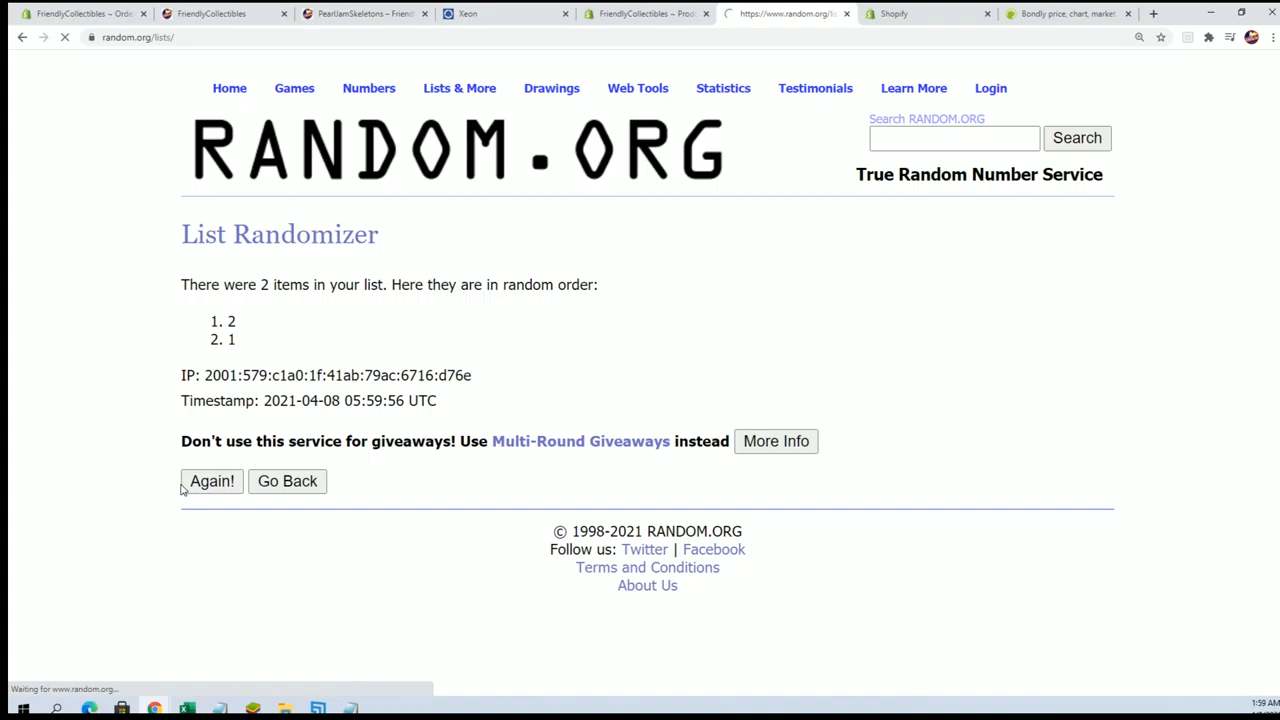 FriendlyCollectibles ~ Orde
FriendlyCollectibles
PearlJamSkeletons – Friend
Xeon
FriendlyCollectibles ~ Produ
https://www.random.org/li
Shopify
Bondly price, chart, market
random.org/lists/
Home
Games
Numbers
Lists & More
Drawings
Web Tools
Statistics
Testimonials
Learn More
Login
RANDOM.ORG
Search RANDOM.ORG
Search
True Random Number Service
List Randomizer
There were 2 items in your list. Here they are in random order:
1. 2
2. 1
IP: 2001:579:c1a0:1f:41ab:79ac:6716:d76e
Timestamp: 2021-04-08 05:59:56 UTC
Don't use this service for giveaways! Use Multi-Round Giveaways instead
More Info
Again!
Go Back
© 1998-2021 RANDOM.ORG
Follow us: Twitter | Facebook
Terms and Conditions
About Us
Waiting for www.random.org...
1:59 AM